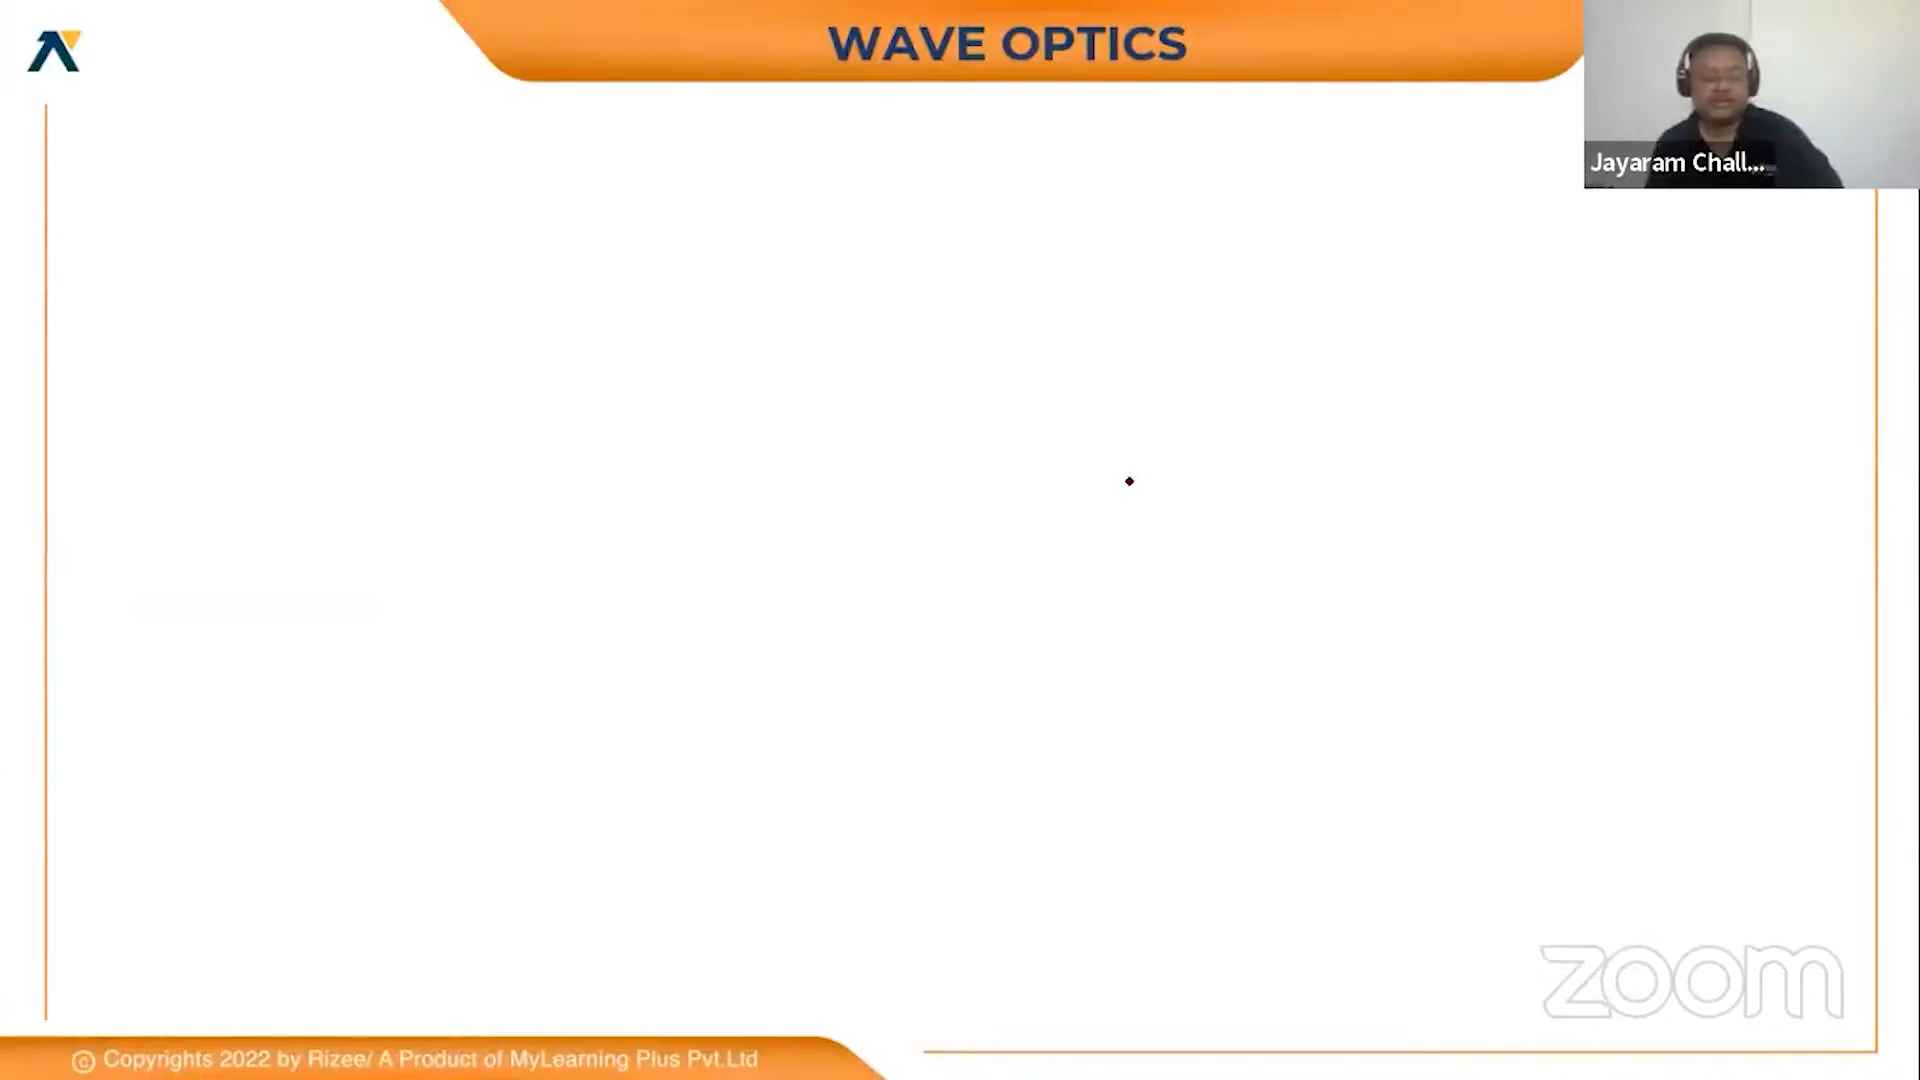 WAVE OPTICS
Jayaram Chall...
zoom
© Copyrights 2022 by Rizee/ A Product of MyLearning Plus Pvt.Ltd